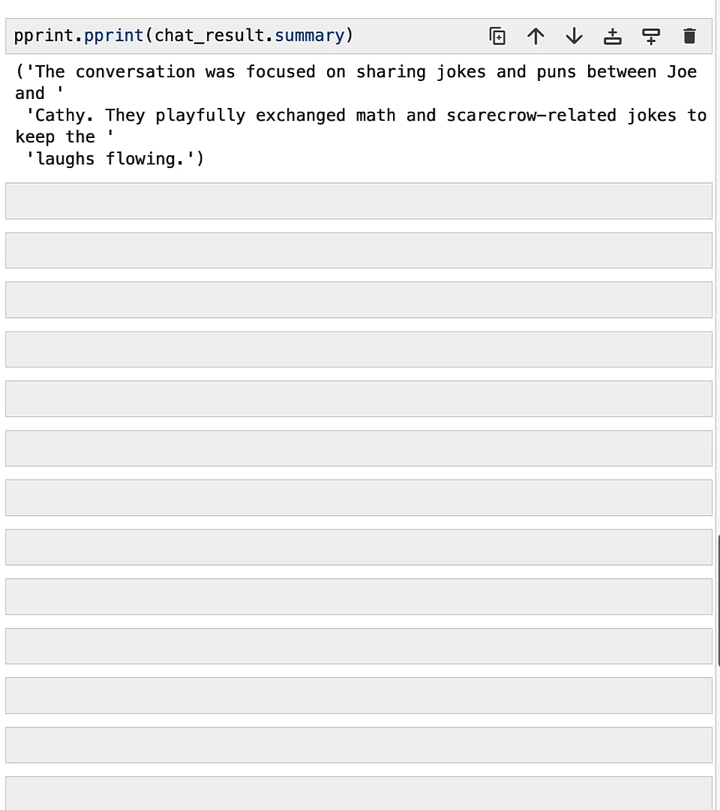 pprint.pprint(chat_result.summary)
('The conversation was focused on sharing jokes and puns between Joe
and '
 'Cathy. They playfully exchanged math and scarecrow-related jokes to
keep the '
 'laughs flowing.')